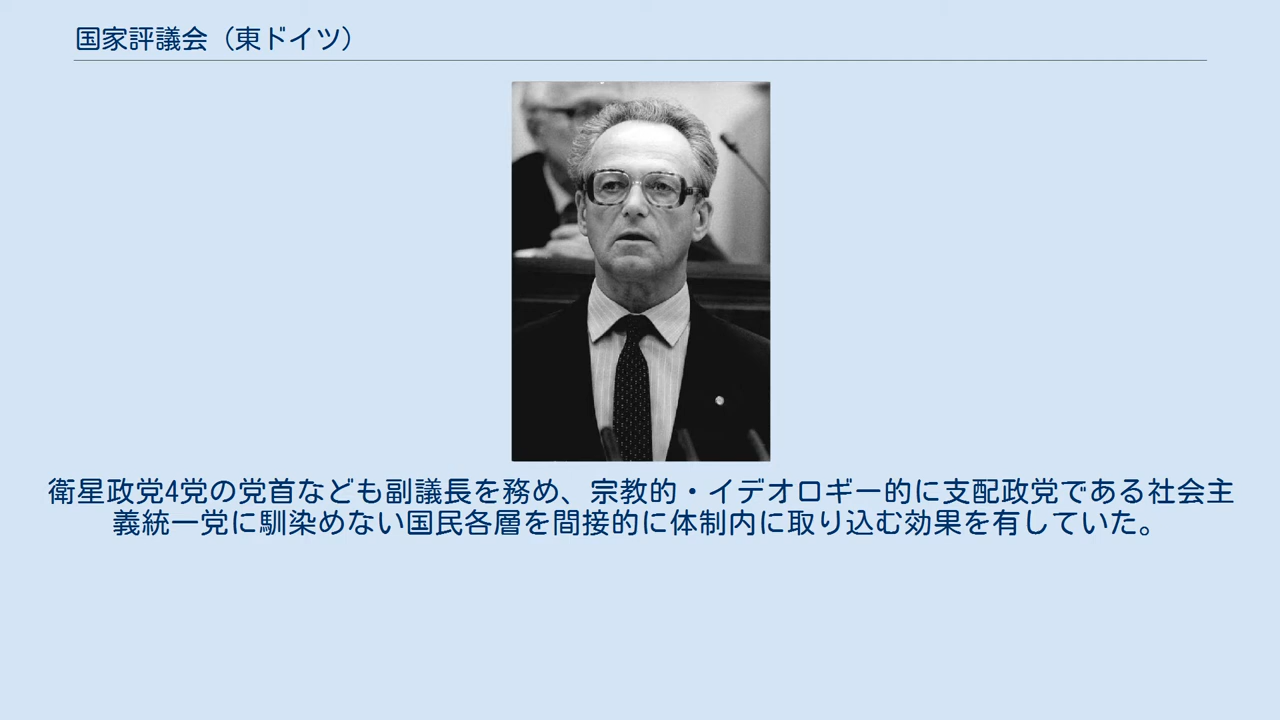 国家評議会（東ドイツ）
衛星政党4党の党首なども副議長を務め、宗教的・イデオロギー的に支配政党である社会主
義統一党に馴染めない国民各層を間接的に体制内に取り込む効果を有していた。